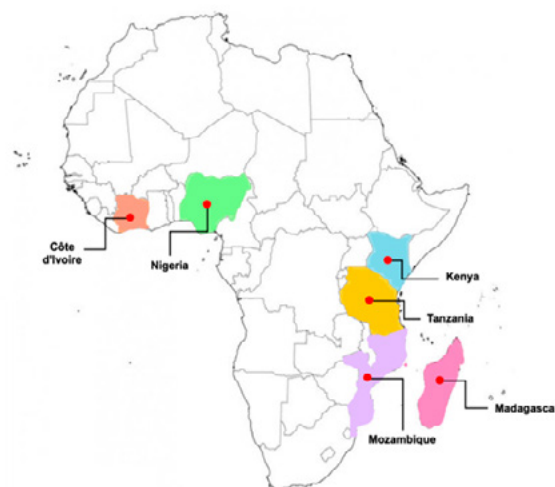 Côte
d'Ivoire
Nigeria
Kenya
Tanzania
Madagasca
Mozambique